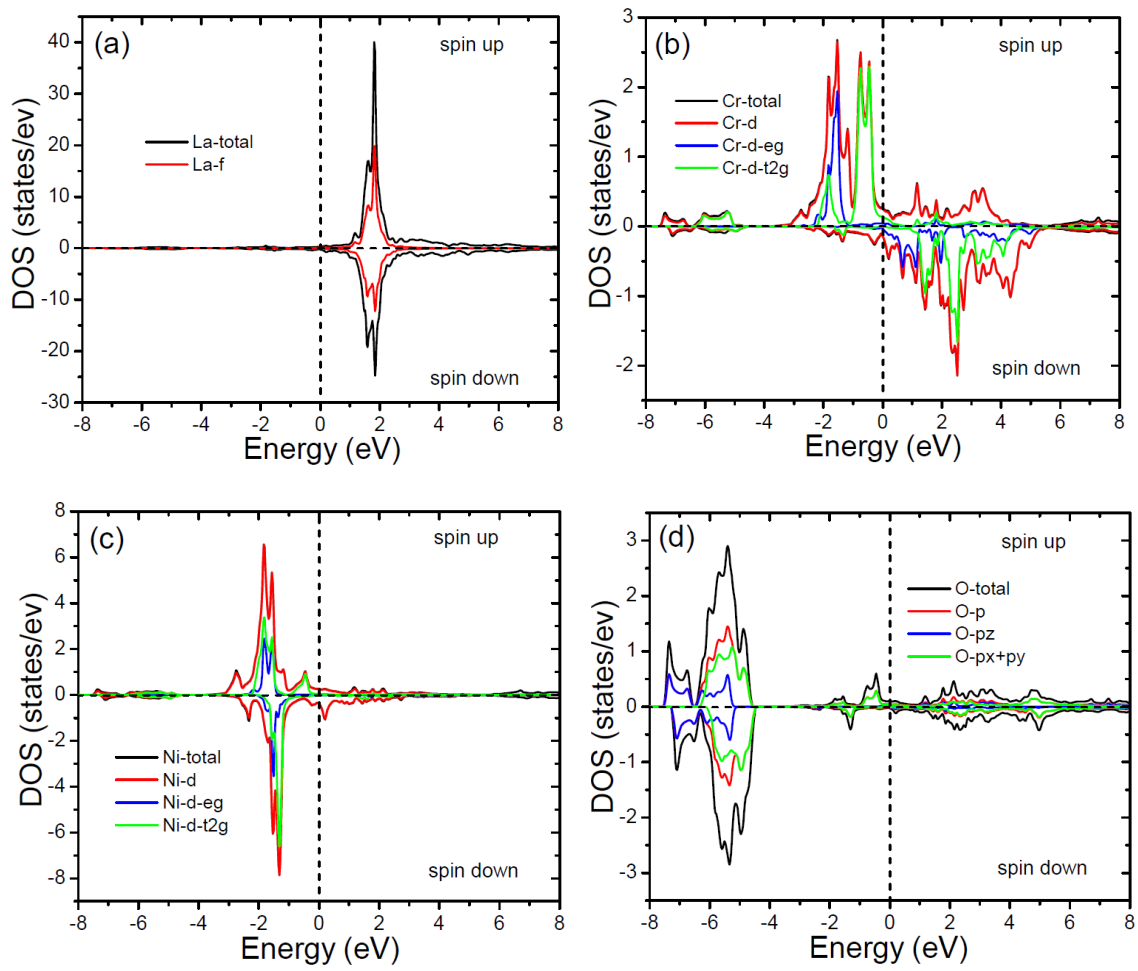 (a)
spin up
La-total
La-f
spin down
DOS (states/ev)
40
30
20
10
0
-10
-20
-30
-8 -6 -4 -2 0 2 4 6 8
Energy (eV)
(b)
spin up
Cr-total
Cr-d
Cr-d-eg
Cr-d-t2g
spin down
DOS (states/ev)
3
2
1
0
-1
-2
-8 -6 -4 -2 0 2 4 6 8
Energy (eV)
(c)
spin up
Ni-total
Ni-d
Ni-d-eg
Ni-d-t2g
spin down
DOS (states/ev)
8
6
4
2
0
-2
-4
-6
-8
-8 -6 -4 -2 0 2 4 6 8
Energy (eV)
(d)
spin up
O-total
O-p
O-pz
O-px+py
spin down
DOS (states/ev)
3
2
1
0
-1
-2
-3
-8 -6 -4 -2 0 2 4 6 8
Energy (eV)